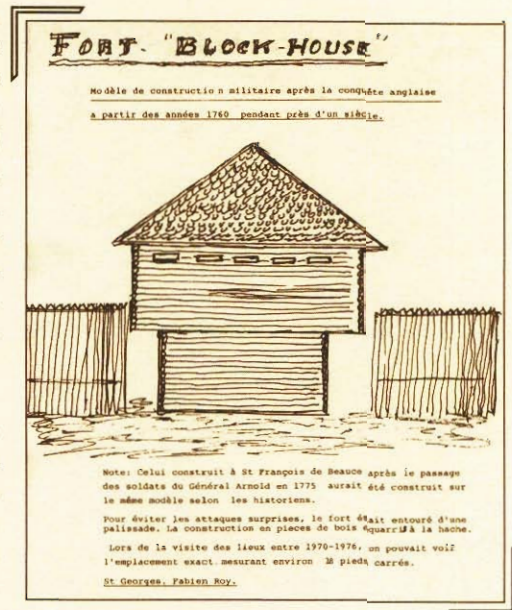 FORT - "BLOCK-HOUSE"
Modèle de constructio n militaire après la conquête anglaise
a partir des années 1760 pendant près d'un siècle.
Note: Celui construit à St François de Beauce après le passage
des soldats du Général Arnold en 1775 aurait été construit sur
le même modèle selon les historiens.
Pour éviter les attaques surprises, le fort était entouré d'une
palissade. La construction en pieces de bois équarri à la hache.
Lors de la visite des lieux entre 1970-1976, on pouvait voir
l'emplacement exact mesurant environ 18 pieds carrés.
St Georges. Fabien Roy.